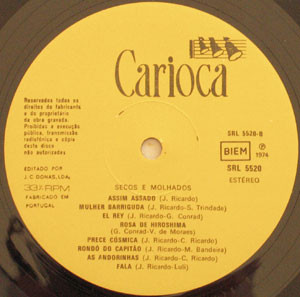 Carioca
Reservados todos os
direitos do fabricante
e do proprietário
da obra gravada.
Proibidas a execução
pública, transmissão
radiofónica e
cópia deste
disco
não autorizadas.
EDITADO POR
J C DONAS, LDA.
33⅓ RPM
FABRICADO EM
PORTUGAL
SRL 5520-B
BIEM
P 1974
SRL 5520
ESTÉREO
SECOS E MOLHADOS
ASSIM ASSADO (J. Ricardo)
MULHER BARRIGUDA (J. Ricardo-S. Trindade)
EL REY (J. Ricardo-G. Conrad)
ROSA DE HIROSHIMA
(G. Conrad-V. de Moraes)
PRECE CÓSMICA (J. Ricardo-C. Ricardo)
RONDO DO CAPITÃO (J. Ricardo-M. Bandeira)
AS ANDORINHAS (J. Ricardo-C. Ricardo)
FALA (J. Ricardo-Luli)